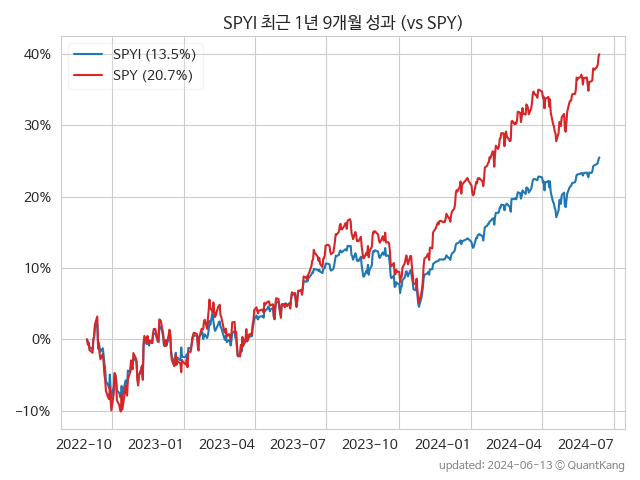 SPYI 최근 1년 9개월 성과 (vs SPY)
SPYI (13.5%)
SPY (20.7%)
40%
30%
20%
10%
0%
−10%
2022-10 2023-01 2023-04 2023-07 2023-10 2024-01 2024-04 2024-07
updated: 2024-06-13 ⓒ QuantKang